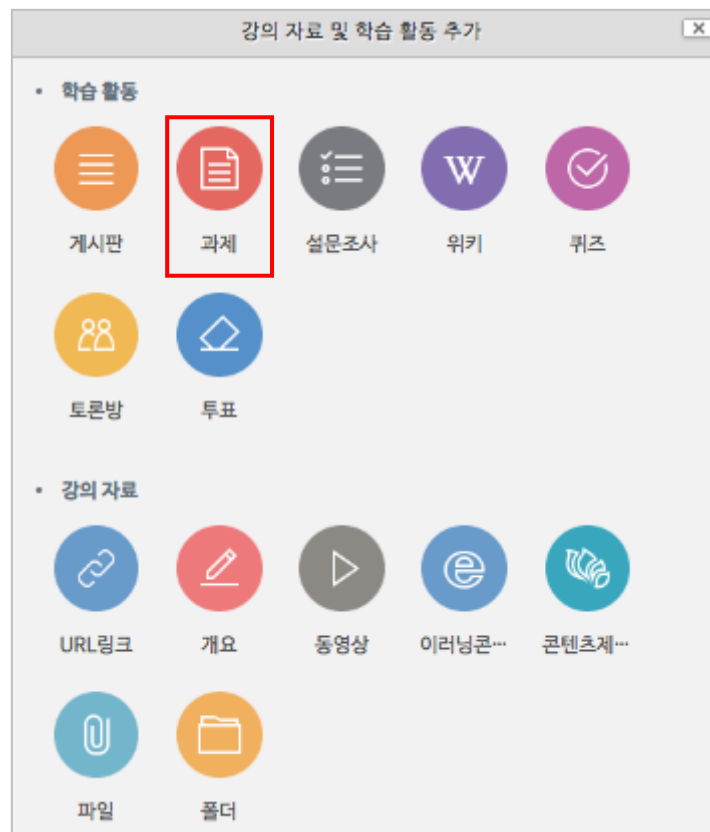 강의 자료 및 학습 활동 추가
• 학습 활동
게시판 과제 설문조사 위키 퀴즈
토론방 투표
• 강의 자료
URL링크 개요 동영상 이러닝콘… 콘텐츠제…
파일 폴더